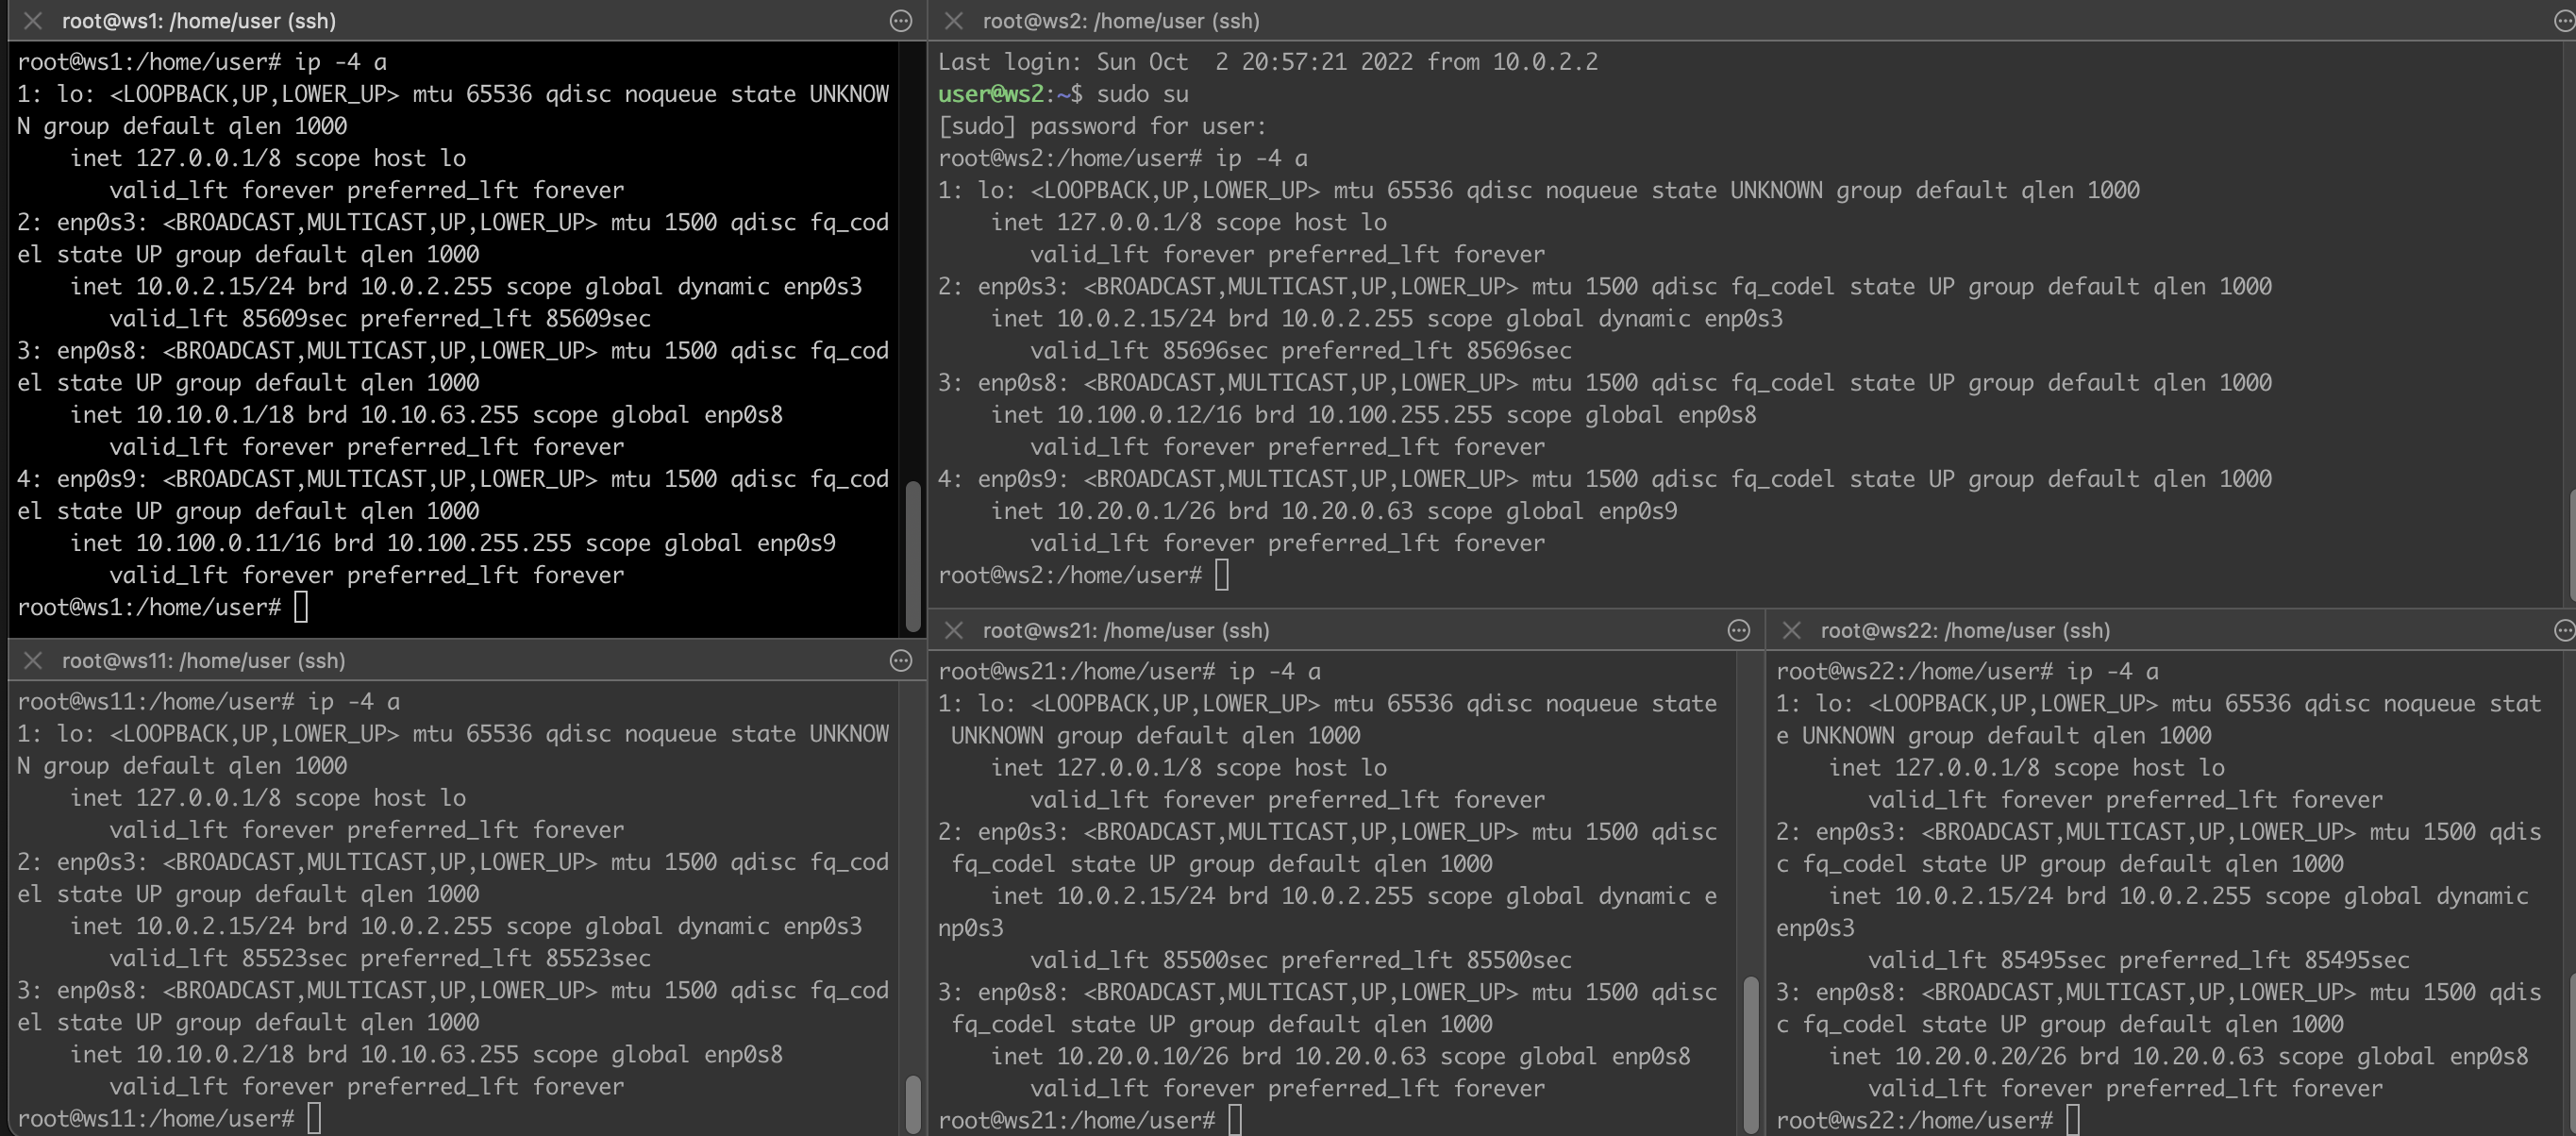 root@ws1: /home/user (ssh)
root@ws1:/home/user# ip -4 a
1: lo: <LOOPBACK,UP,LOWER_UP> mtu 65536 qdisc noqueue state UNKNOW
N group default qlen 1000
    inet 127.0.0.1/8 scope host lo
       valid_lft forever preferred_lft forever
2: enp0s3: <BROADCAST,MULTICAST,UP,LOWER_UP> mtu 1500 qdisc fq_cod
el state UP group default qlen 1000
    inet 10.0.2.15/24 brd 10.0.2.255 scope global dynamic enp0s3
       valid_lft 85609sec preferred_lft 85609sec
3: enp0s8: <BROADCAST,MULTICAST,UP,LOWER_UP> mtu 1500 qdisc fq_cod
el state UP group default qlen 1000
    inet 10.10.0.1/18 brd 10.10.63.255 scope global enp0s8
       valid_lft forever preferred_lft forever
4: enp0s9: <BROADCAST,MULTICAST,UP,LOWER_UP> mtu 1500 qdisc fq_cod
el state UP group default qlen 1000
    inet 10.100.0.11/16 brd 10.100.255.255 scope global enp0s9
       valid_lft forever preferred_lft forever
root@ws1:/home/user#
root@ws2: /home/user (ssh)
Last login: Sun Oct  2 20:57:21 2022 from 10.0.2.2
user@ws2:~$ sudo su
[sudo] password for user:
root@ws2:/home/user# ip -4 a
1: lo: <LOOPBACK,UP,LOWER_UP> mtu 65536 qdisc noqueue state UNKNOWN group default qlen 1000
    inet 127.0.0.1/8 scope host lo
       valid_lft forever preferred_lft forever
2: enp0s3: <BROADCAST,MULTICAST,UP,LOWER_UP> mtu 1500 qdisc fq_codel state UP group default qlen 1000
    inet 10.0.2.15/24 brd 10.0.2.255 scope global dynamic enp0s3
       valid_lft 85696sec preferred_lft 85696sec
3: enp0s8: <BROADCAST,MULTICAST,UP,LOWER_UP> mtu 1500 qdisc fq_codel state UP group default qlen 1000
    inet 10.100.0.12/16 brd 10.100.255.255 scope global enp0s8
       valid_lft forever preferred_lft forever
4: enp0s9: <BROADCAST,MULTICAST,UP,LOWER_UP> mtu 1500 qdisc fq_codel state UP group default qlen 1000
    inet 10.20.0.1/26 brd 10.20.0.63 scope global enp0s9
       valid_lft forever preferred_lft forever
root@ws2:/home/user#
root@ws11: /home/user (ssh)
root@ws11:/home/user# ip -4 a
1: lo: <LOOPBACK,UP,LOWER_UP> mtu 65536 qdisc noqueue state UNKNOW
N group default qlen 1000
    inet 127.0.0.1/8 scope host lo
       valid_lft forever preferred_lft forever
2: enp0s3: <BROADCAST,MULTICAST,UP,LOWER_UP> mtu 1500 qdisc fq_cod
el state UP group default qlen 1000
    inet 10.0.2.15/24 brd 10.0.2.255 scope global dynamic enp0s3
       valid_lft 85523sec preferred_lft 85523sec
3: enp0s8: <BROADCAST,MULTICAST,UP,LOWER_UP> mtu 1500 qdisc fq_cod
el state UP group default qlen 1000
    inet 10.10.0.2/18 brd 10.10.63.255 scope global enp0s8
       valid_lft forever preferred_lft forever
root@ws11:/home/user#
root@ws21: /home/user (ssh)
root@ws21:/home/user# ip -4 a
1: lo: <LOOPBACK,UP,LOWER_UP> mtu 65536 qdisc noqueue state
 UNKNOWN group default qlen 1000
    inet 127.0.0.1/8 scope host lo
       valid_lft forever preferred_lft forever
2: enp0s3: <BROADCAST,MULTICAST,UP,LOWER_UP> mtu 1500 qdisc
 fq_codel state UP group default qlen 1000
    inet 10.0.2.15/24 brd 10.0.2.255 scope global dynamic e
np0s3
       valid_lft 85500sec preferred_lft 85500sec
3: enp0s8: <BROADCAST,MULTICAST,UP,LOWER_UP> mtu 1500 qdisc
 fq_codel state UP group default qlen 1000
    inet 10.20.0.10/26 brd 10.20.0.63 scope global enp0s8
       valid_lft forever preferred_lft forever
root@ws21:/home/user#
root@ws22: /home/user (ssh)
root@ws22:/home/user# ip -4 a
1: lo: <LOOPBACK,UP,LOWER_UP> mtu 65536 qdisc noqueue stat
e UNKNOWN group default qlen 1000
    inet 127.0.0.1/8 scope host lo
       valid_lft forever preferred_lft forever
2: enp0s3: <BROADCAST,MULTICAST,UP,LOWER_UP> mtu 1500 qdis
c fq_codel state UP group default qlen 1000
    inet 10.0.2.15/24 brd 10.0.2.255 scope global dynamic
enp0s3
       valid_lft 85495sec preferred_lft 85495sec
3: enp0s8: <BROADCAST,MULTICAST,UP,LOWER_UP> mtu 1500 qdis
c fq_codel state UP group default qlen 1000
    inet 10.20.0.20/26 brd 10.20.0.63 scope global enp0s8
       valid_lft forever preferred_lft forever
root@ws22:/home/user#